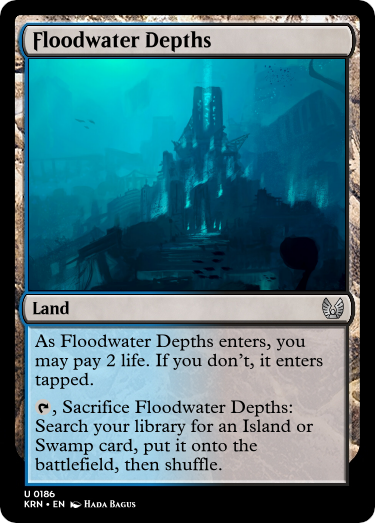 Floodwater Depths
Land
As Floodwater Depths enters, you
may pay 2 life. If you don't, it enters
tapped.
, Sacrifice Floodwater Depths:
Search your library for an Island or
Swamp card, put it onto the
battlefield, then shuffle.
U 0186
KRN • EN Hada Bagus